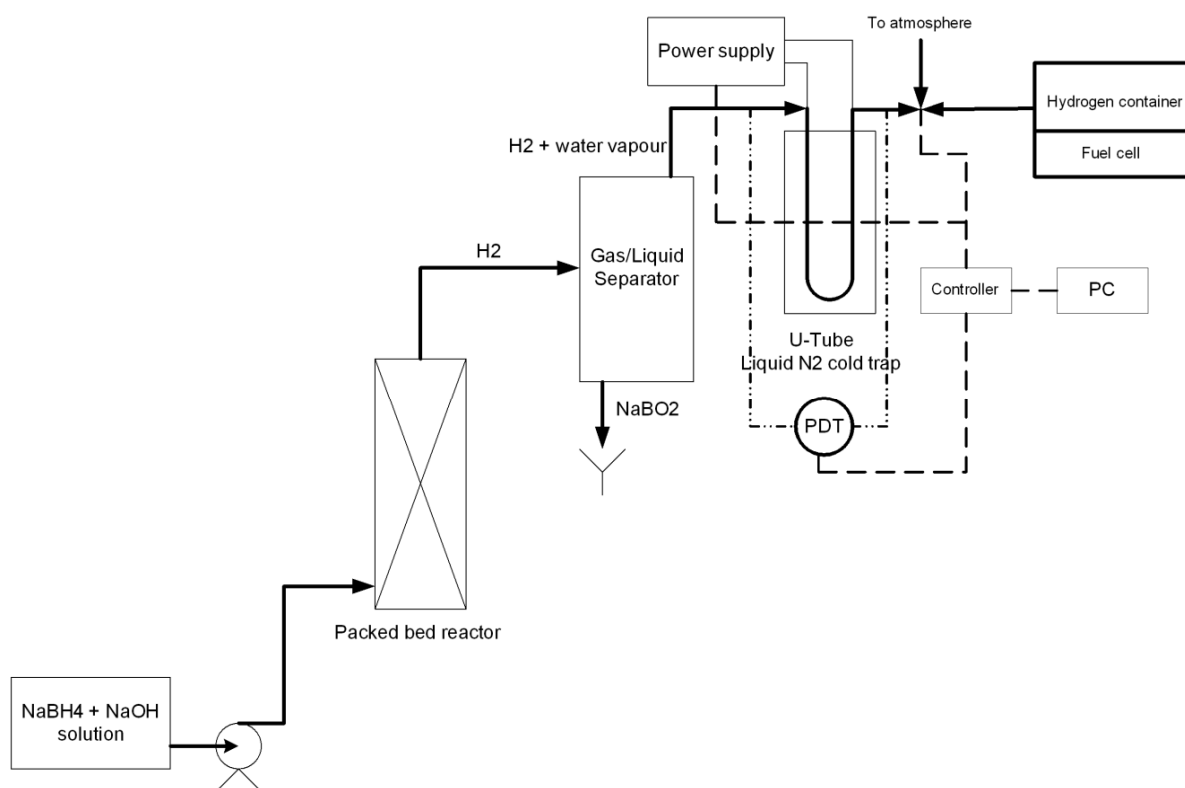 To atmosphere
Power supply
Hydrogen container
Fuel cell
H2 + water vapour
H2
Gas/Liquid
Separator
Controller
PC
U-Tube
Liquid N2 cold trap
NaBO2
PDT
Packed bed reactor
NaBH4 + NaOH
solution